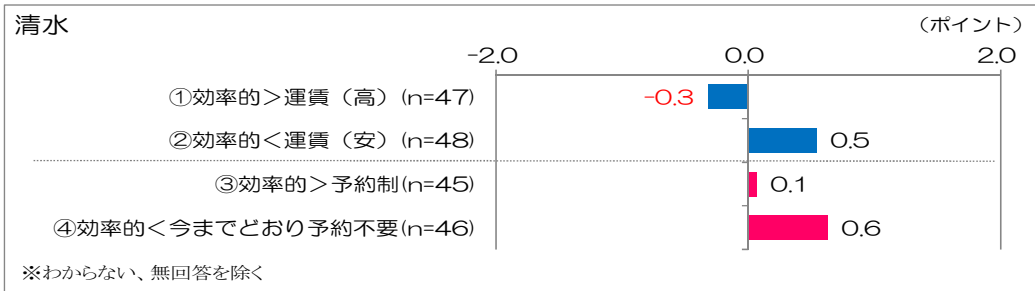 清水
（ポイント）
-2.0 0.0 2.0
①効率的＞運賃（高）(n=47) -0.3
②効率的＜運賃（安）(n=48) 0.5
③効率的＞予約制(n=45) 0.1
④効率的＜今までどおり予約不要(n=46) 0.6
※わからない、無回答を除く